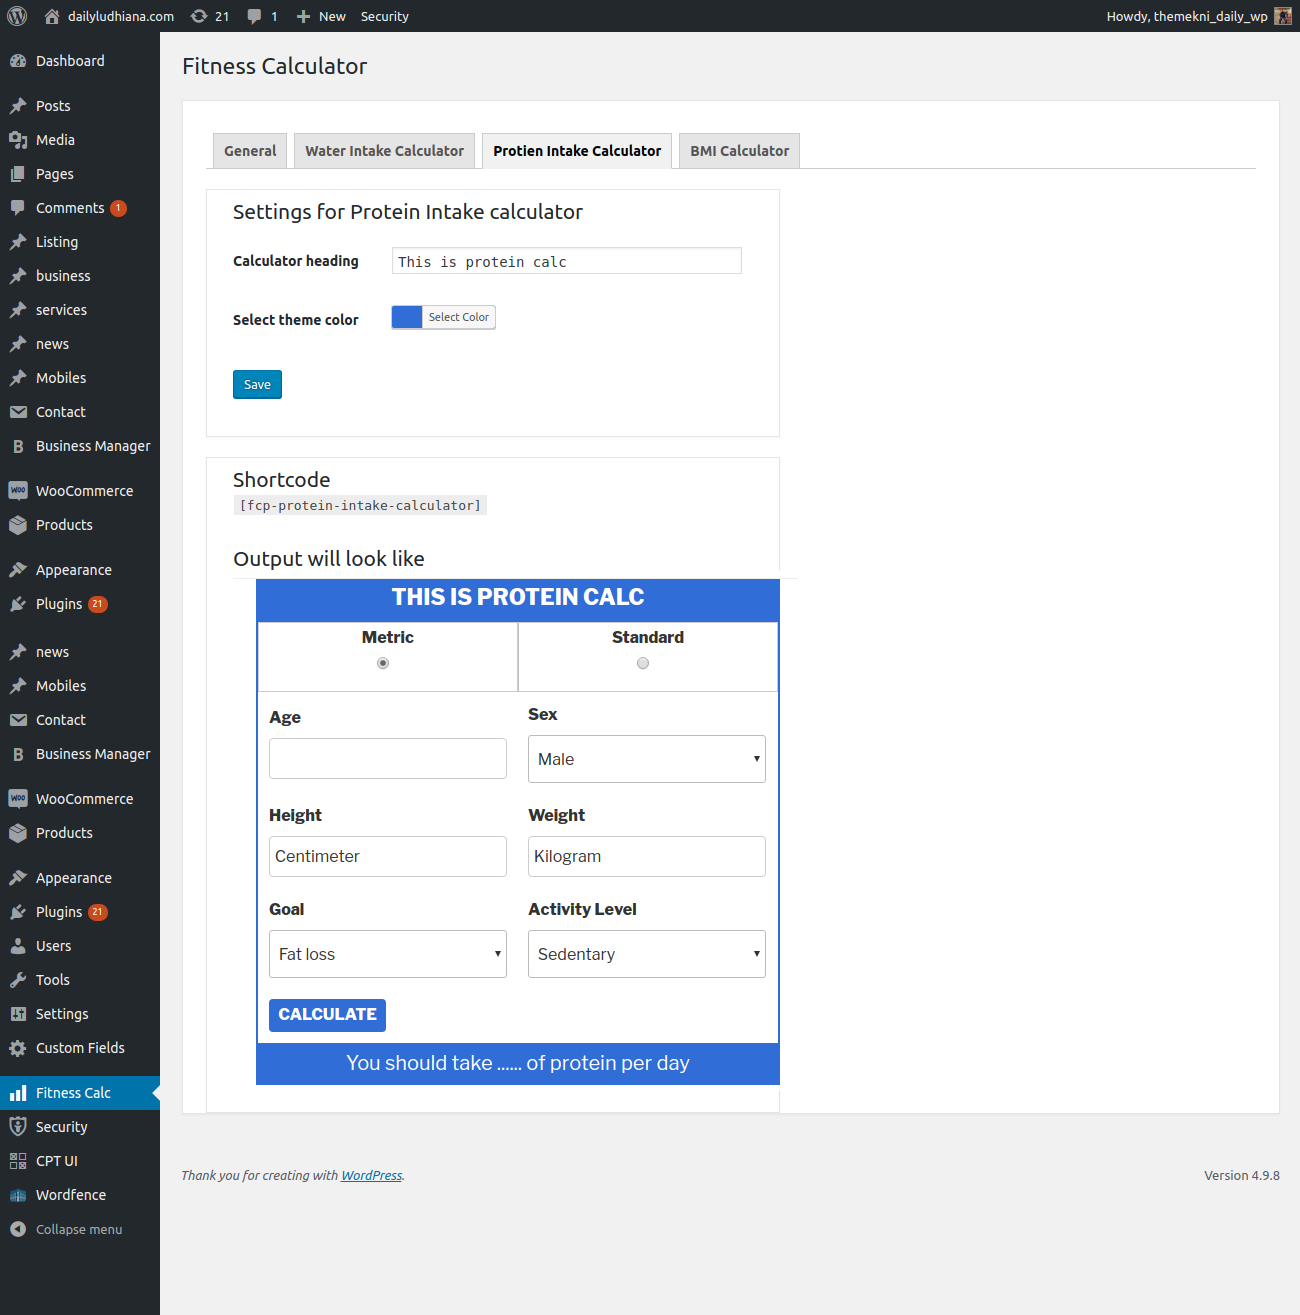 dailyludhiana.com 21 1 New Security Howdy, themekni_daily_wp
Dashboard
Posts
Media
Pages
Comments 1
Listing
business
services
news
Mobiles
Contact
B Business Manager
WOO WooCommerce
Products
Appearance
Plugins 21
news
Mobiles
Contact
B Business Manager
WOO WooCommerce
Products
Appearance
Plugins 21
Users
Tools
Settings
Custom Fields
Fitness Calc
Security
CPT UI
Wordfence
Collapse menu
Fitness Calculator
General Water Intake Calculator Protien Intake Calculator BMI Calculator
Settings for Protein Intake calculator
Calculator heading This is protein calc
Select theme color Select Color
Save
Shortcode
[fcp-protein-intake-calculator]
Output will look like
THIS IS PROTEIN CALC
Metric Standard
Age Sex
Male
Height Weight
Centimeter Kilogram
Goal Activity Level
Fat loss Sedentary
CALCULATE
You should take ...... of protein per day
Thank you for creating with WordPress. Version 4.9.8